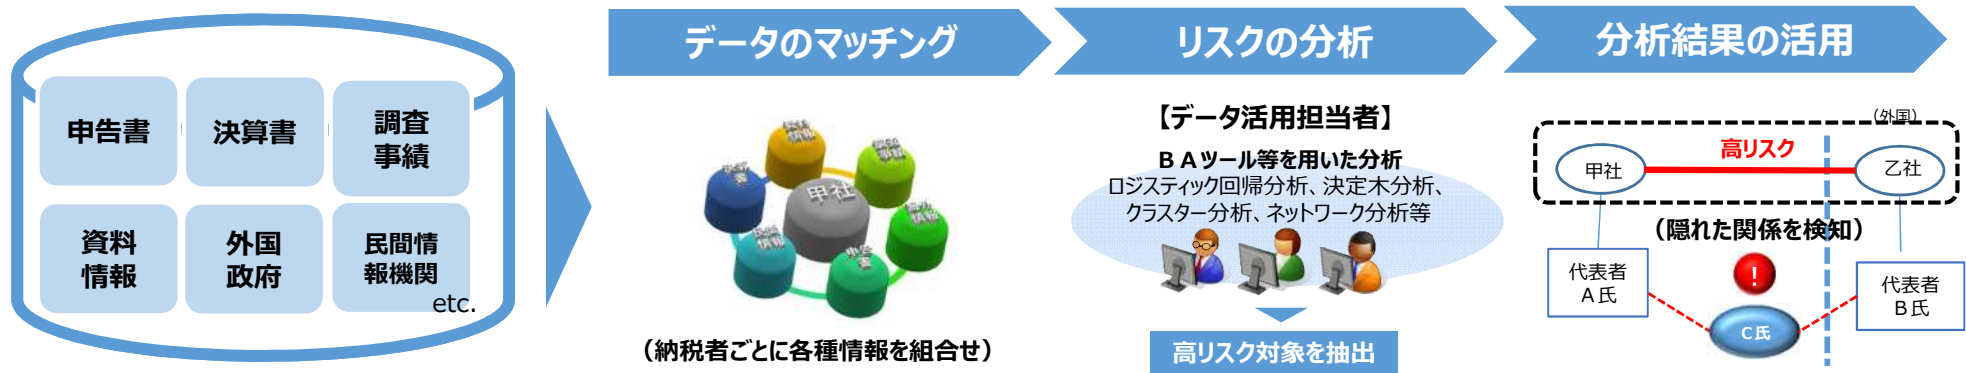 申告書
決算書
調査
事績
資料
情報
外国
政府
民間情
報機関
etc.
データのマッチング
甲社
（納税者ごとに各種情報を組合せ）
リスクの分析
【データ活用担当者】
ＢＡツール等を用いた分析
ロジスティック回帰分析、決定木分析、
クラスター分析、ネットワーク分析等
高リスク対象を抽出
分析結果の活用
（外国）
高リスク
甲社
乙社
（隠れた関係を検知）
代表者
Ａ氏
!
代表者
Ｂ氏
C氏